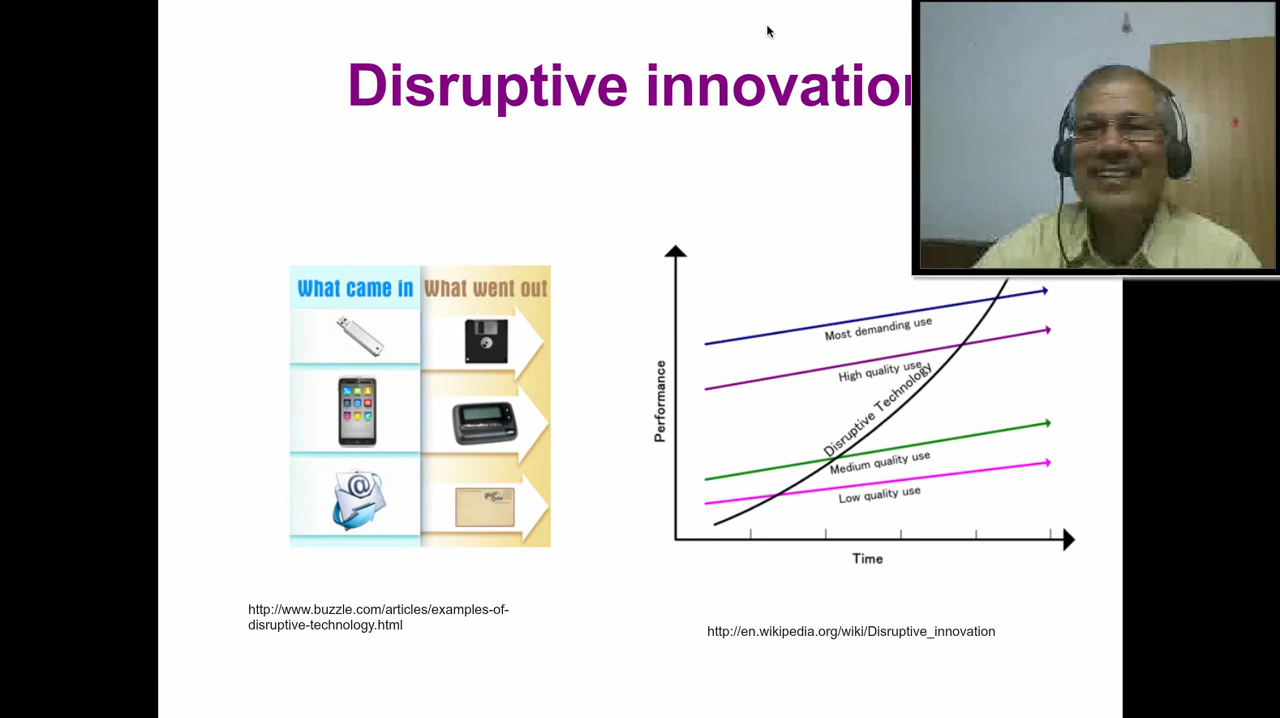 Disruptive innovation
What came in
What went out
Most demanding use
High quality use
Disruptive Technology
Medium quality use
Low quality use
Performance
Time
http://www.buzzle.com/articles/examples-of-
disruptive-technology.html
http://en.wikipedia.org/wiki/Disruptive_innovation